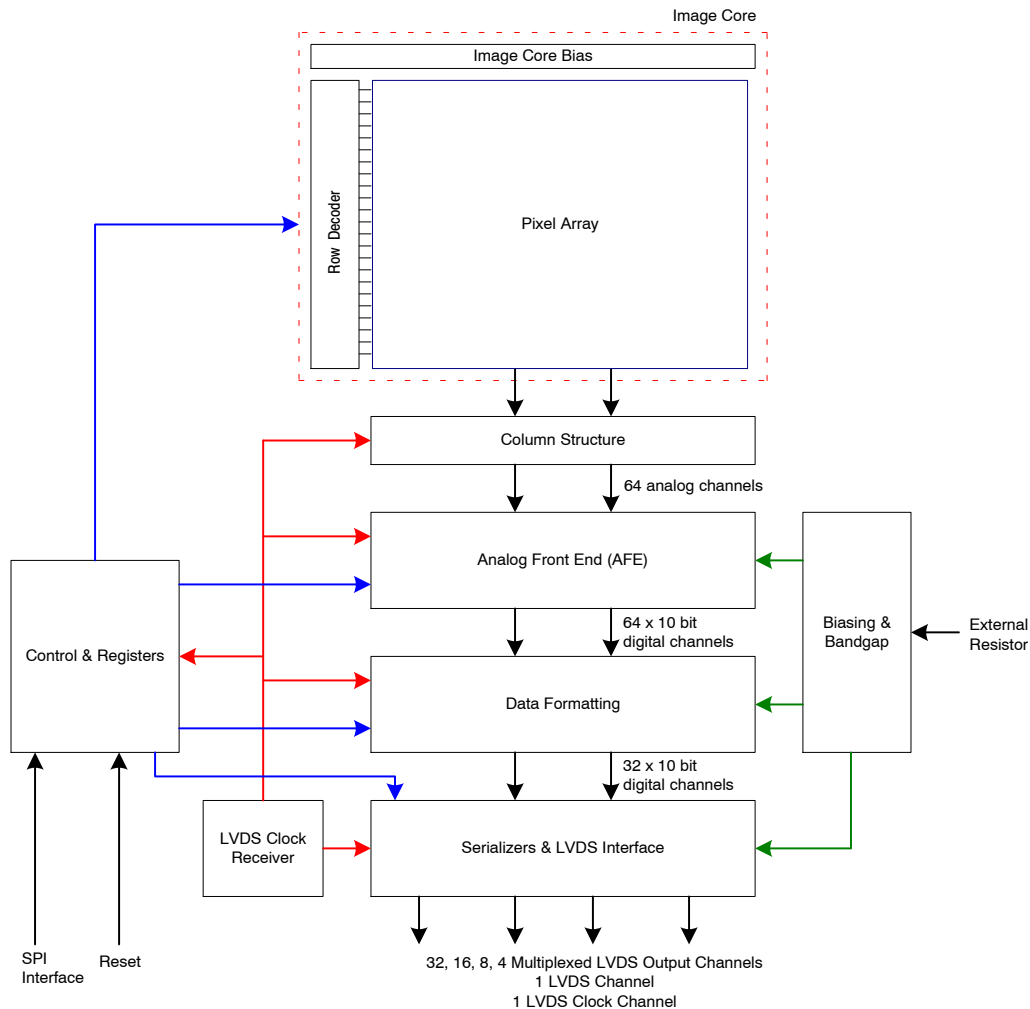 Image Core
Image Core Bias
Row Decoder
Pixel Array
Column Structure
64 analog channels
Analog Front End (AFE)
64 x 10 bit
digital channels
Biasing &
Bandgap
External
Resistor
Control & Registers
Data Formatting
32 x 10 bit
digital channels
LVDS Clock
Receiver
Serializers & LVDS Interface
SPI
Interface
Reset
32, 16, 8, 4 Multiplexed LVDS Output Channels
1 LVDS Channel
1 LVDS Clock Channel